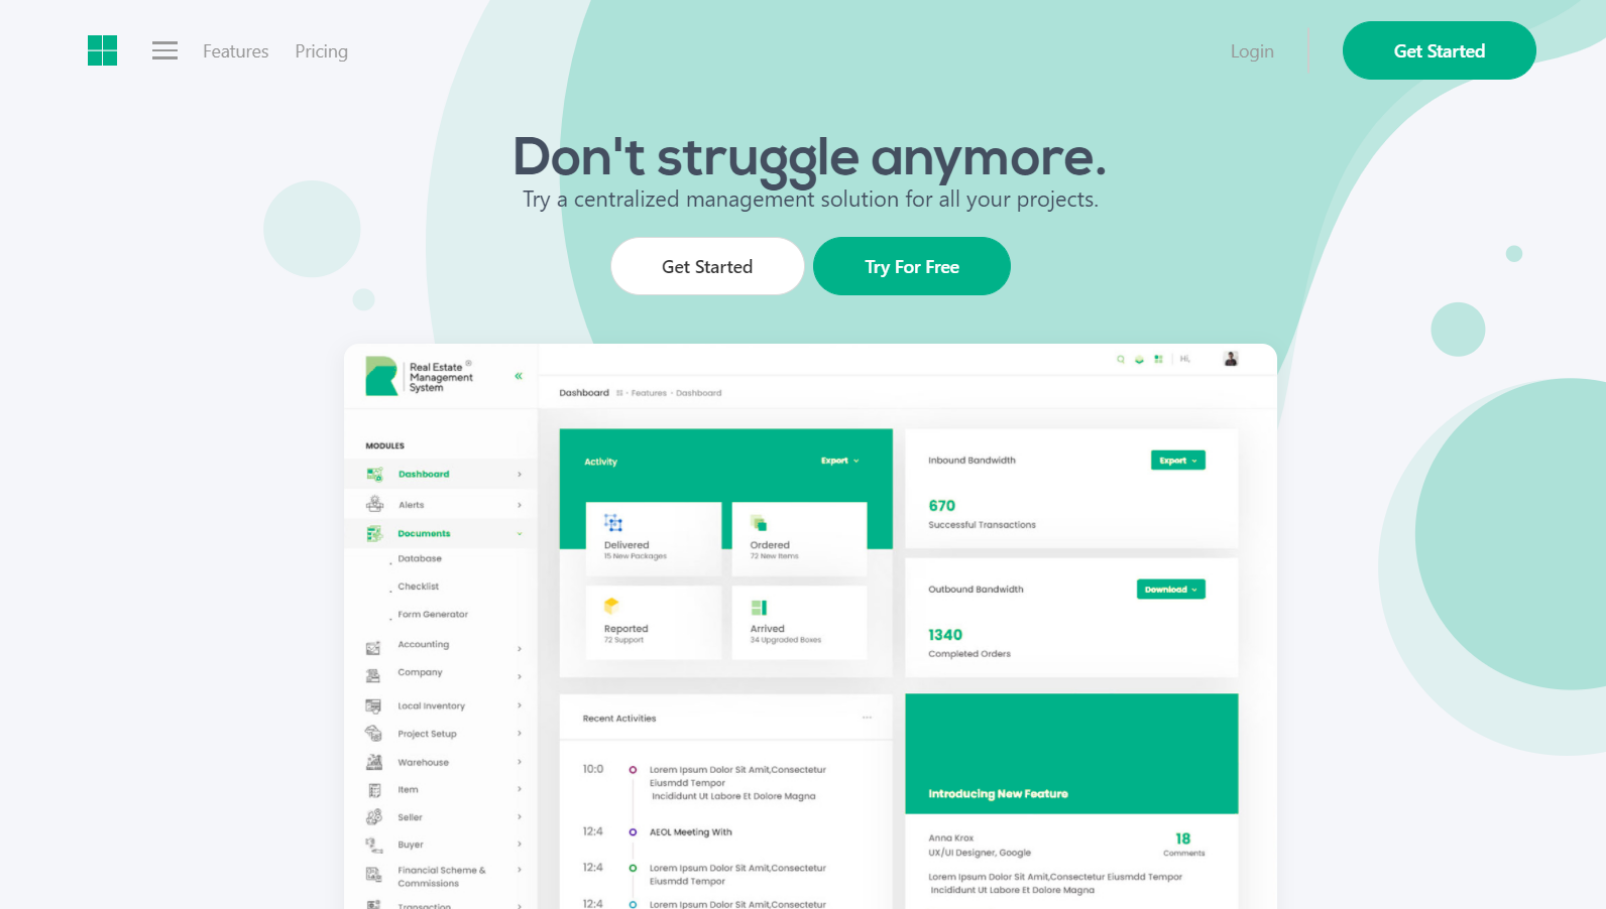 Features Pricing
Login
Get Started
Don't struggle anymore.
Try a centralized management solution for all your projects.
Get Started
Try For Free
Real Estate ®
Management
System
«
Hi,
Dashboard
Features • Dashboard
MODULES
Dashboard
Alerts
Documents
Database
Checklist
Form Generator
Accounting
Company
Local Inventory
Project Setup
Warehouse
Item
Seller
Buyer
Financial Scheme &
Commissions
Transaction
Activity
Export
Delivered
15 New Packages
Ordered
72 New Items
Reported
72 Support
Arrived
34 Upgraded Boxes
Inbound Bandwidth
Export
670
Successful Transactions
Outbound Bandwidth
Download
1340
Completed Orders
Recent Activities
10:0
Lorem Ipsum Dolor Sit Amit,Consectetur
Eiusmdd Tempor
Incididunt Ut Labore Et Dolore Magna
12:4
AEOL Meeting With
12:4
Lorem Ipsum Dolor Sit Amit,Consectetur
Eiusmdd Tempor
12:4
Lorem Ipsum Dolor Sit Amit,Consectetur
Introducing New Feature
Anna Krox
UX/UI Designer, Google
18
Comments
Lorem Ipsum Dolor Sit Amit,Consectetur Eiusmdd Tempor
Incididunt Ut Labore Et Dolore Magna